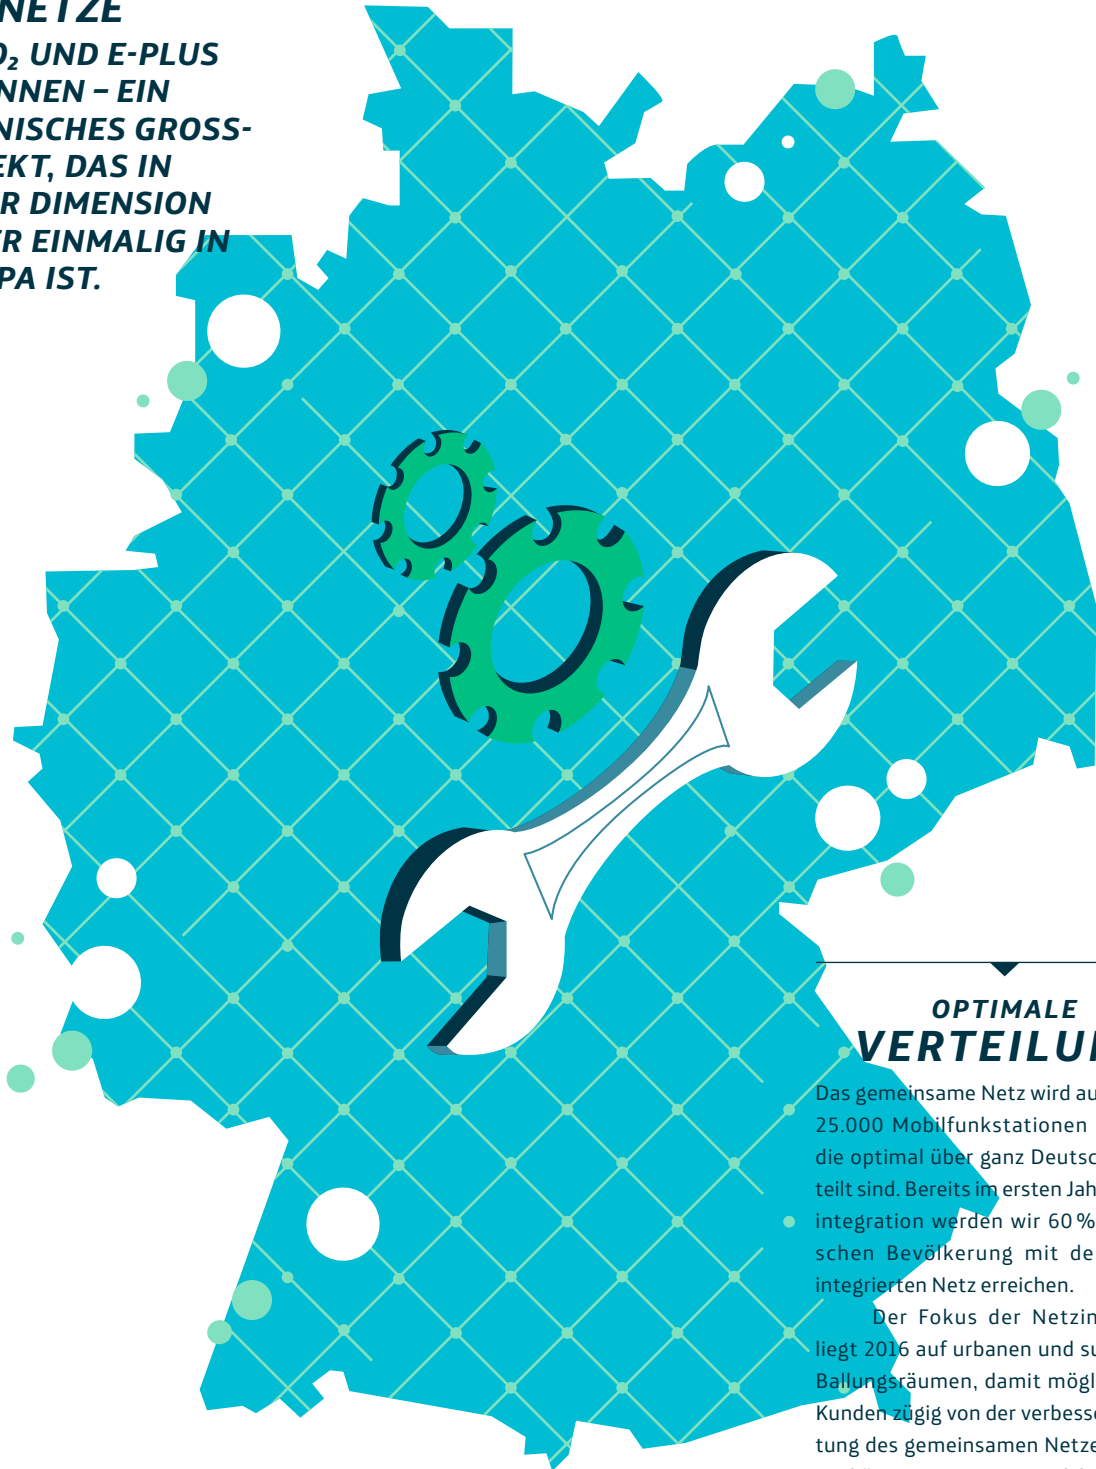 NETZE
O₂ UND E-PLUS
NNEN – EIN
NISCHES GROSS-
EKT, DAS IN
R DIMENSION
ER EINMALIG IN
PA IST.
OPTIMALE
VERTEILU
Das gemeinsame Netz wird au
25.000 Mobilfunkstationen
die optimal über ganz Deutsc
teilt sind. Bereits im ersten Jah
integration werden wir 60 %
schen Bevölkerung mit de
integrierten Netz erreichen.
Der Fokus der Netzin
liegt 2016 auf urbanen und su
Ballungsräumen, damit mögl
Kunden zügig von der verbesse
tung des gemeinsamen Netze